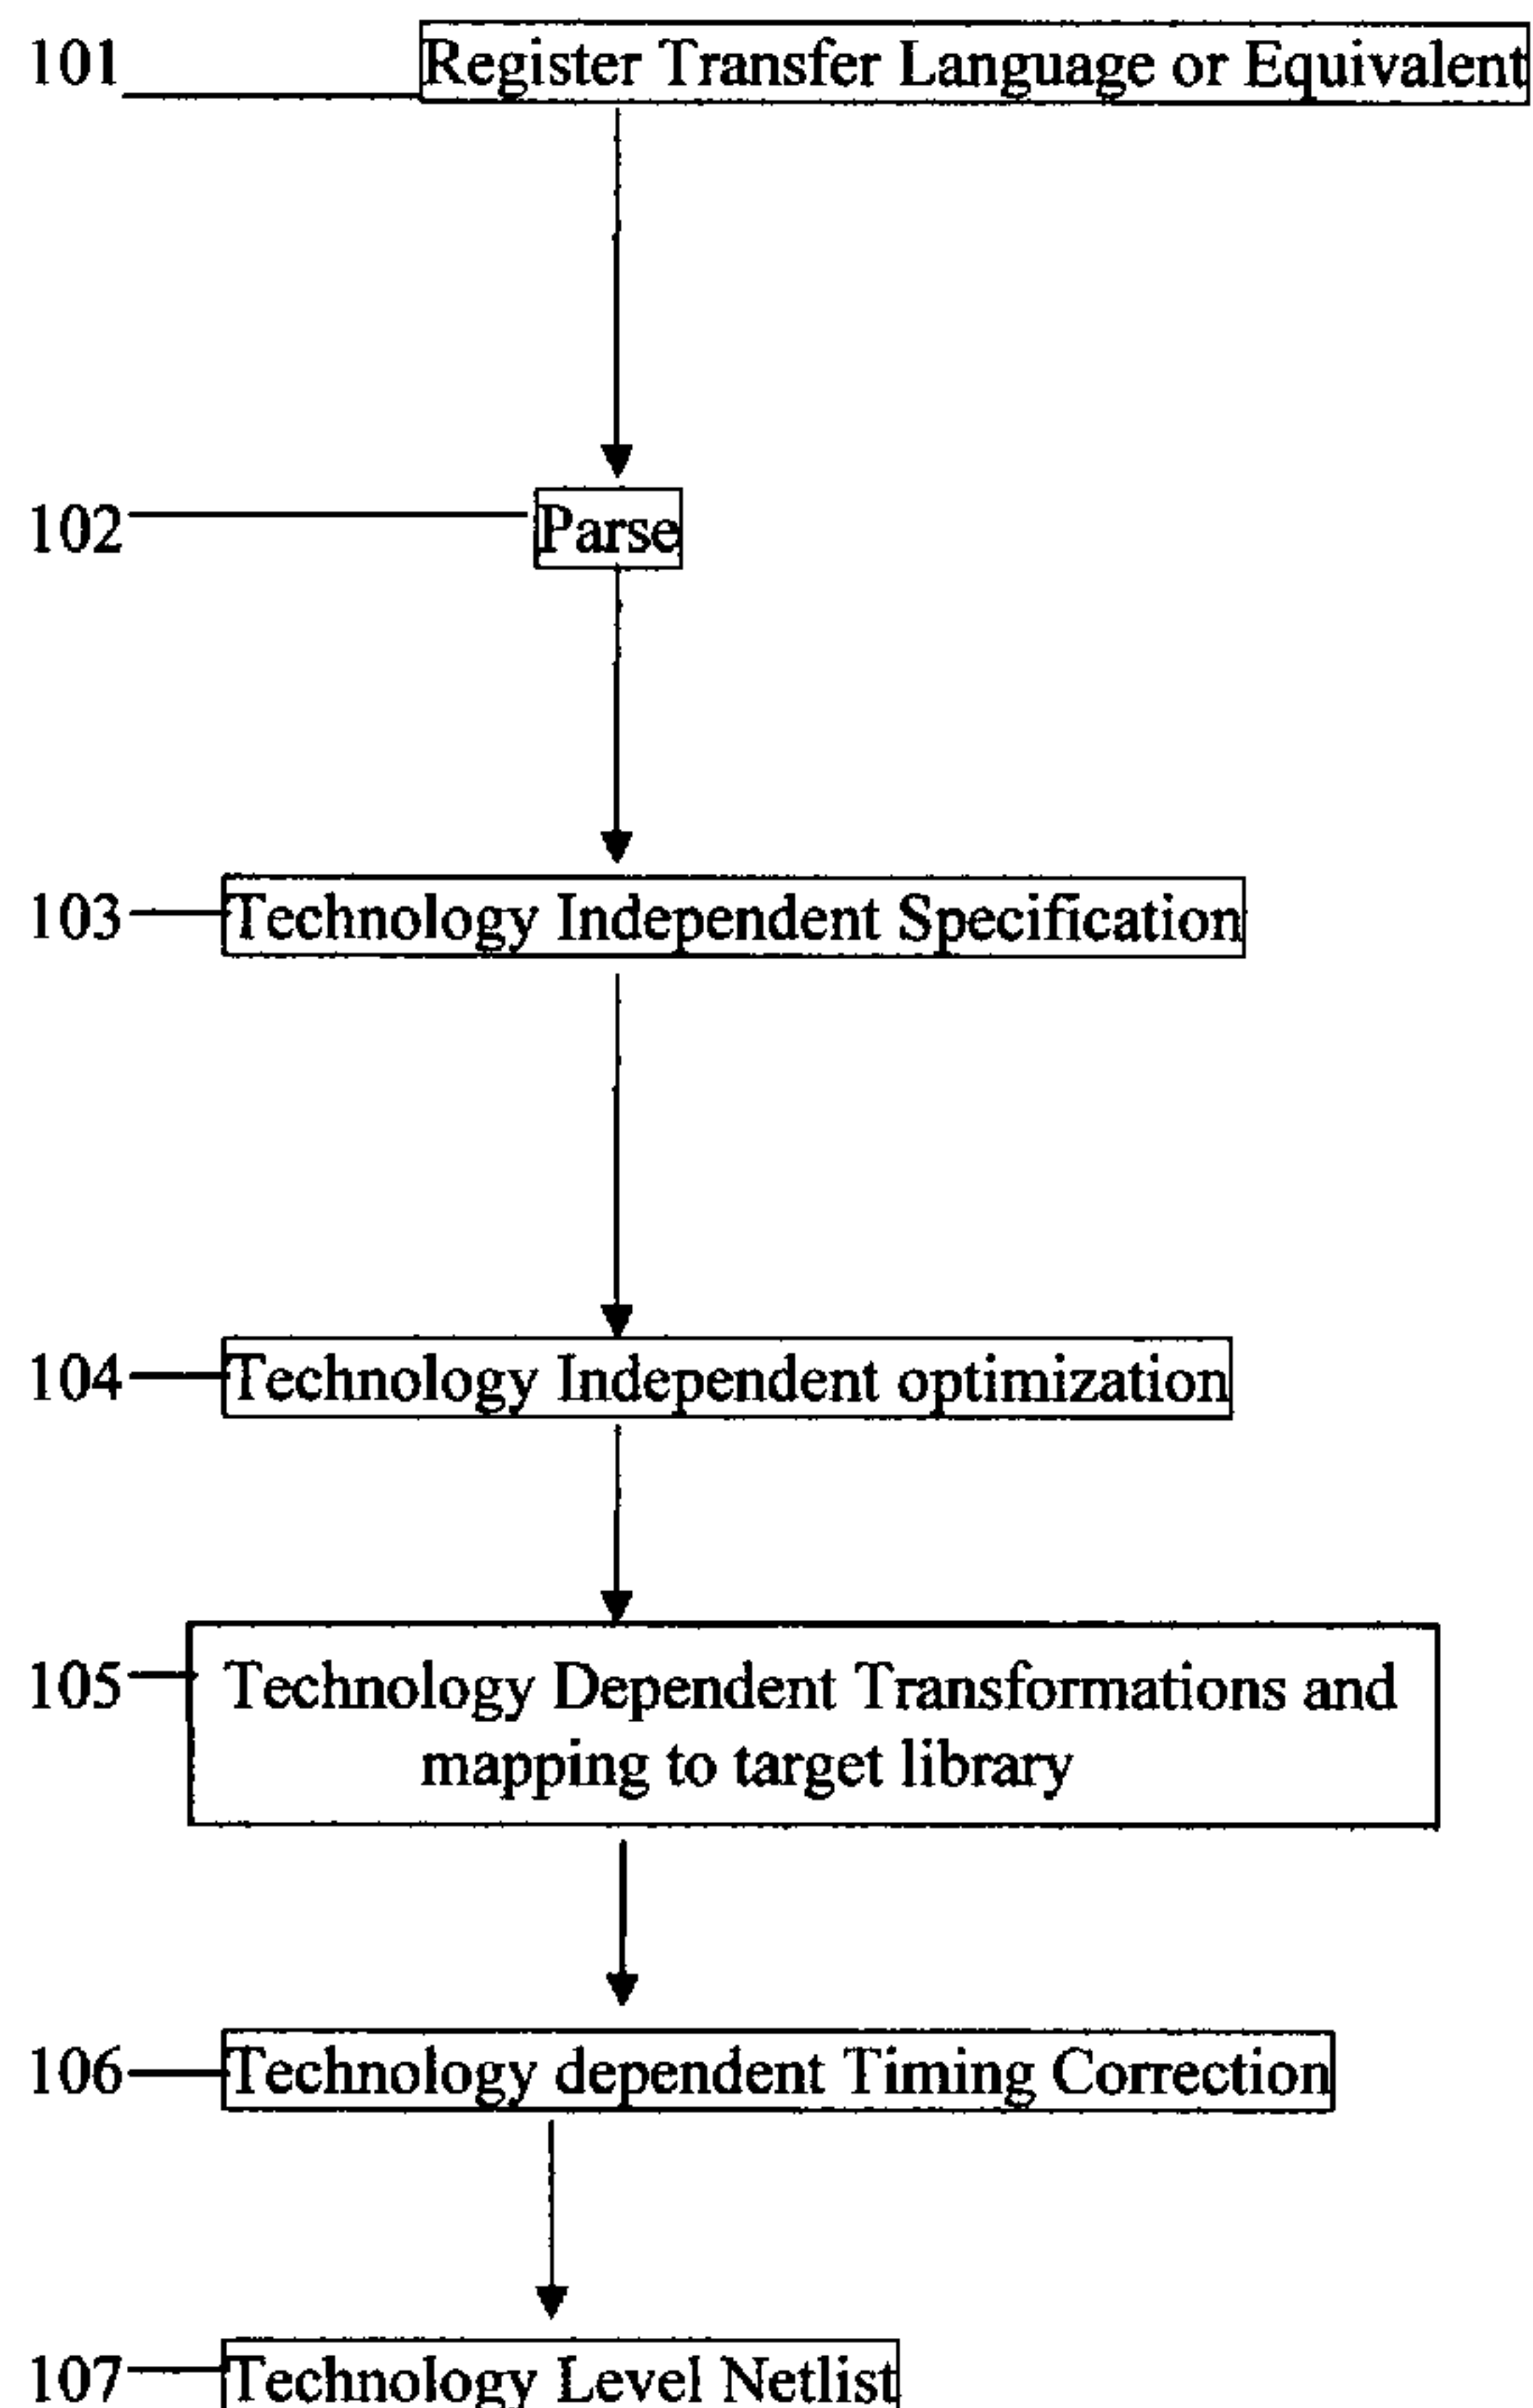 101 Register Transfer Language or Equivalent
102 Parse
103 Technology Independent Specification
104 Technology Independent optimization
105 Technology Dependent Transformations and
mapping to target library
106 Technology dependent Timing Correction
107 Technology Level Netlist